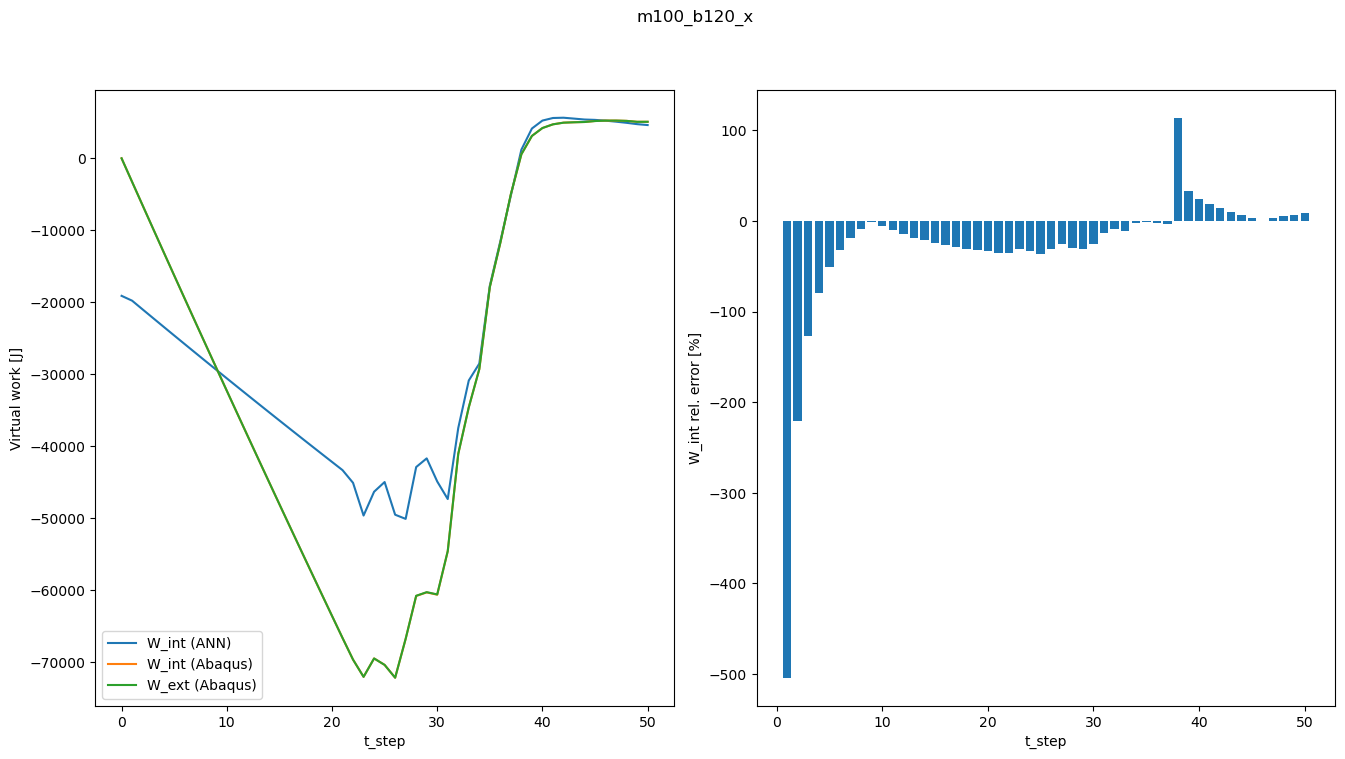 m100_b120_x
Virtual work [J]
0
−10000
−20000
−30000
−40000
−50000
−60000
−70000
W_int (ANN)
W_int (Abaqus)
W_ext (Abaqus)
0 10 20 30 40 50
t_step
W_int rel. error [%]
100
0
−100
−200
−300
−400
−500
0 10 20 30 40 50
t_step